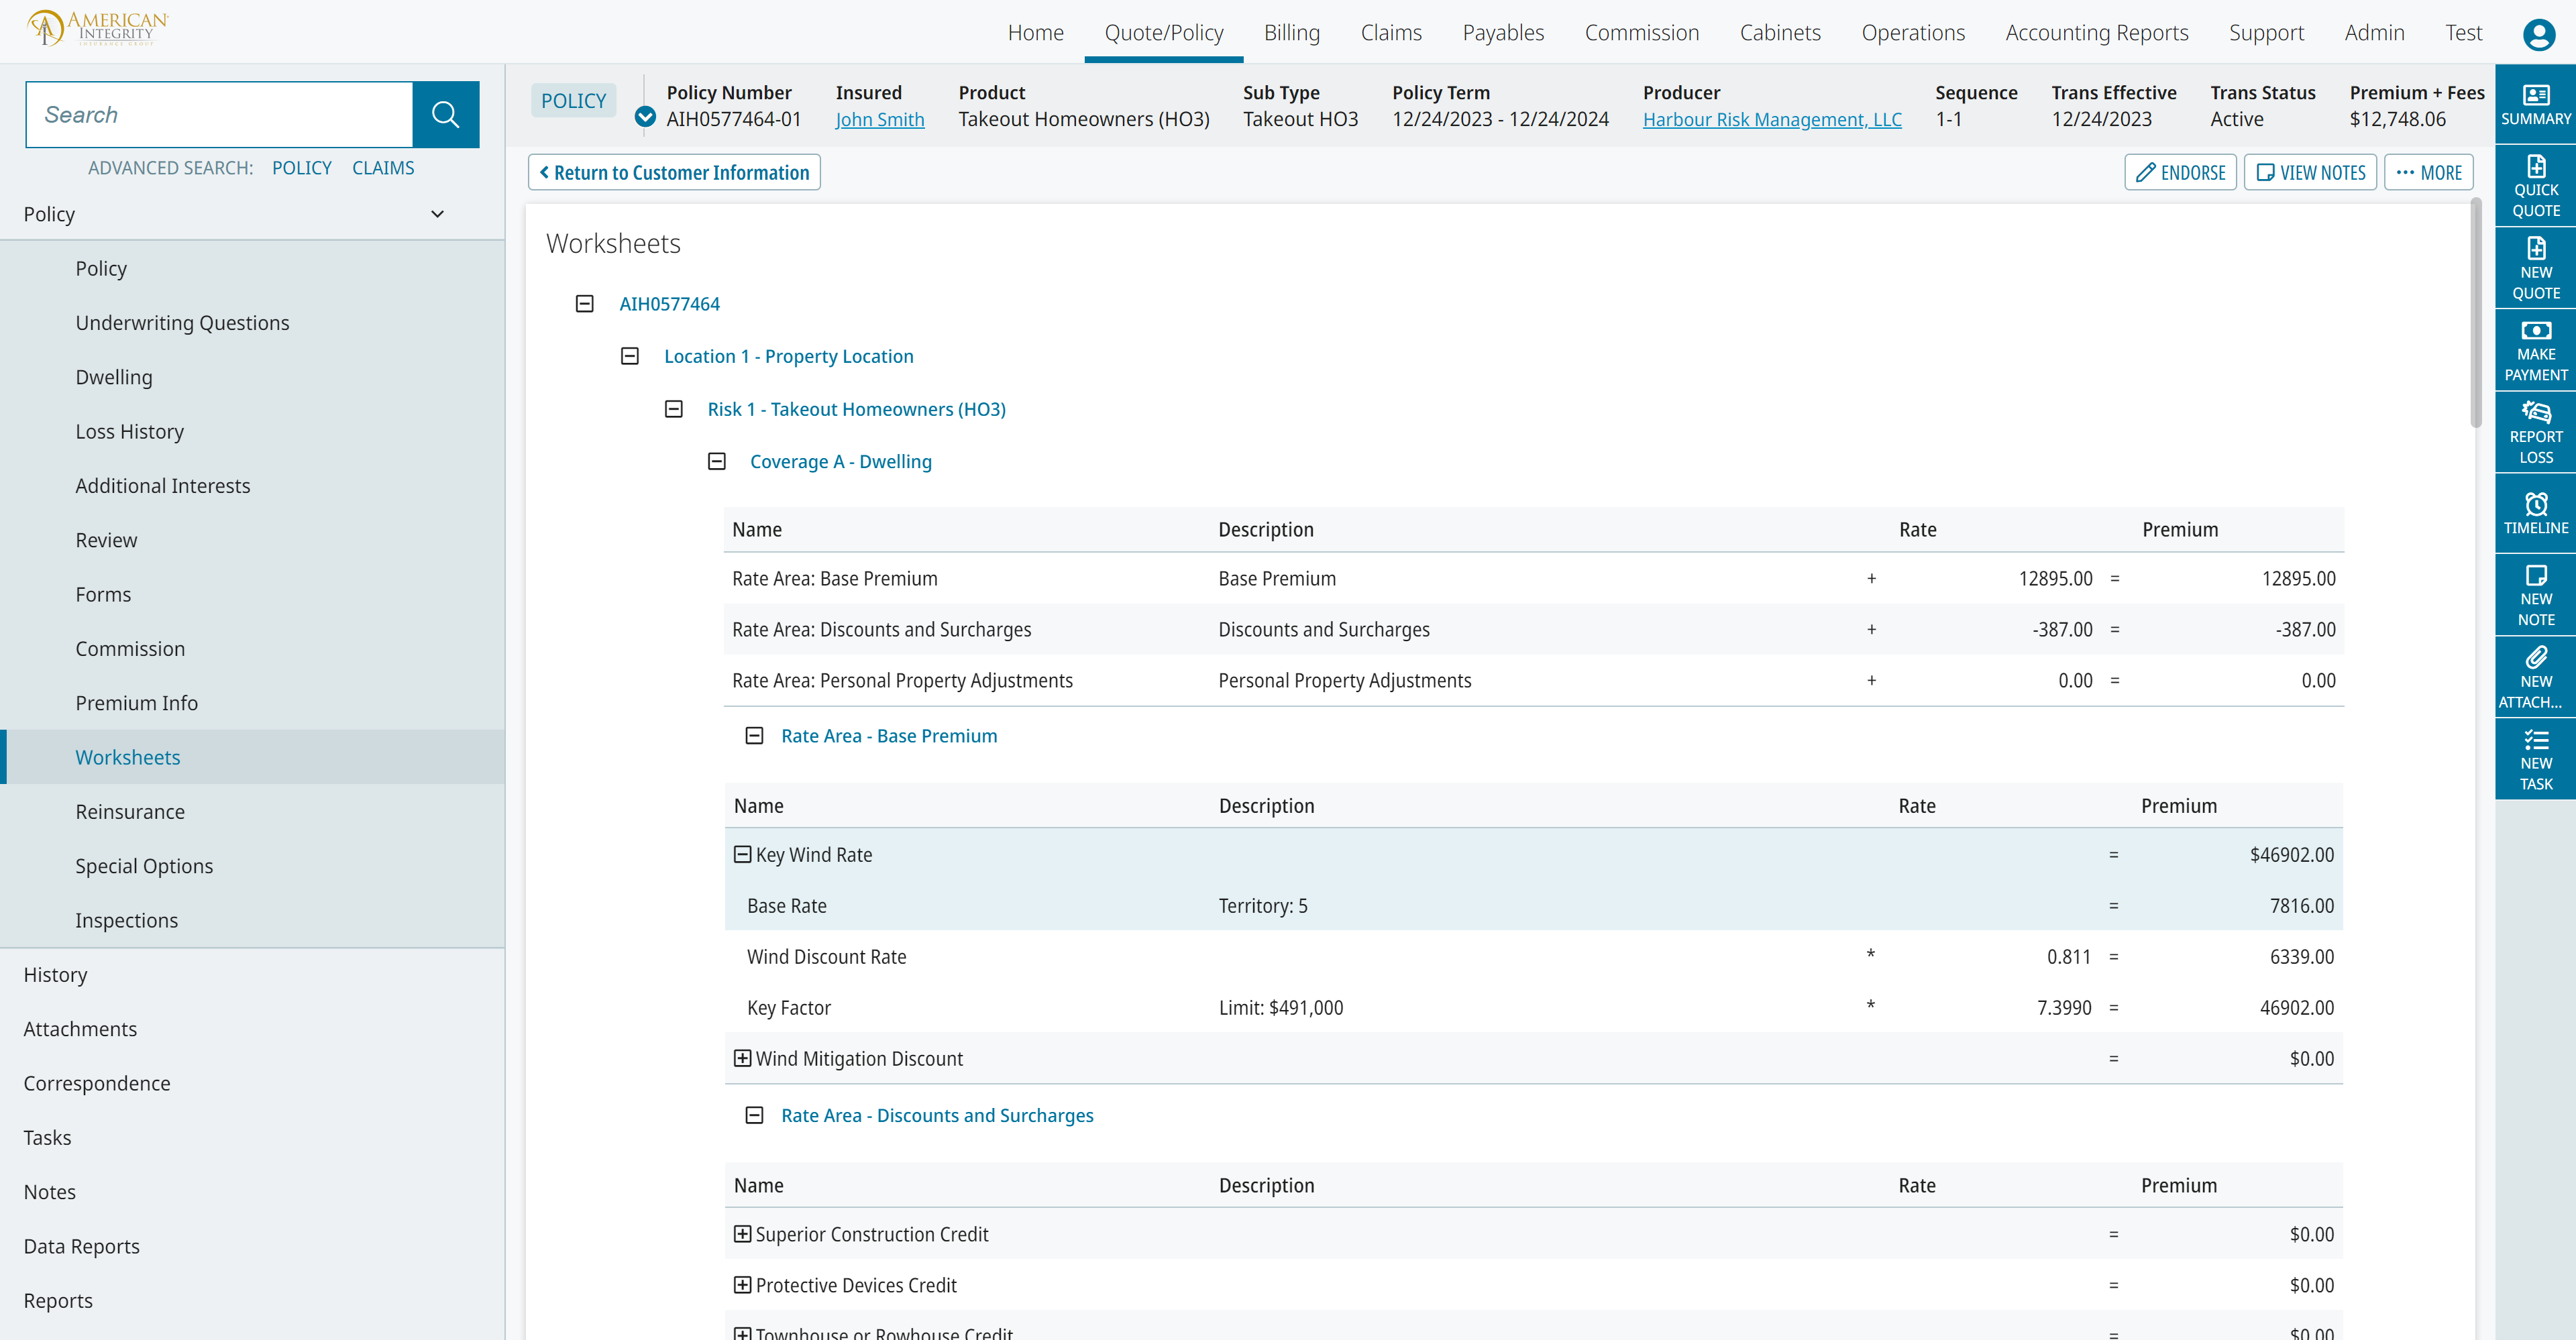 AMERICAN
INTEGRITY
INSURANCE GROUP
Home Quote/Policy Billing Claims Payables Commission Cabinets Operations Accounting Reports Support Admin Test
Search
ADVANCED SEARCH: POLICY CLAIMS
Policy
Policy
Underwriting Questions
Dwelling
Loss History
Additional Interests
Review
Forms
Commission
Premium Info
Worksheets
Reinsurance
Special Options
Inspections
History
Attachments
Correspondence
Tasks
Notes
Data Reports
Reports
POLICY
Policy Number Insured Product Sub Type Policy Term Producer Sequence Trans Effective Trans Status Premium + Fees
AIH0577464-01 John Smith Takeout Homeowners (HO3) Takeout HO3 12/24/2023 - 12/24/2024 Harbour Risk Management, LLC 1-1 12/24/2023 Active $12,748.06
Return to Customer Information
ENDORSE VIEW NOTES MORE
Worksheets
AIH0577464
Location 1 - Property Location
Risk 1 - Takeout Homeowners (HO3)
Coverage A - Dwelling
Name Description Rate Premium
Rate Area: Base Premium Base Premium + 12895.00 = 12895.00
Rate Area: Discounts and Surcharges Discounts and Surcharges + -387.00 = -387.00
Rate Area: Personal Property Adjustments Personal Property Adjustments + 0.00 = 0.00
Rate Area - Base Premium
Name Description Rate Premium
Key Wind Rate = $46902.00
Base Rate Territory: 5 = 7816.00
Wind Discount Rate * 0.811 = 6339.00
Key Factor Limit: $491,000 * 7.3990 = 46902.00
Wind Mitigation Discount = $0.00
Rate Area - Discounts and Surcharges
Name Description Rate Premium
Superior Construction Credit = $0.00
Protective Devices Credit = $0.00
Townhouse or Rowhouse Credit = $0.00
SUMMARY
QUICK
QUOTE
NEW
QUOTE
MAKE
PAYMENT
REPORT
LOSS
TIMELINE
NEW
NOTE
NEW
ATTACH...
NEW
TASK